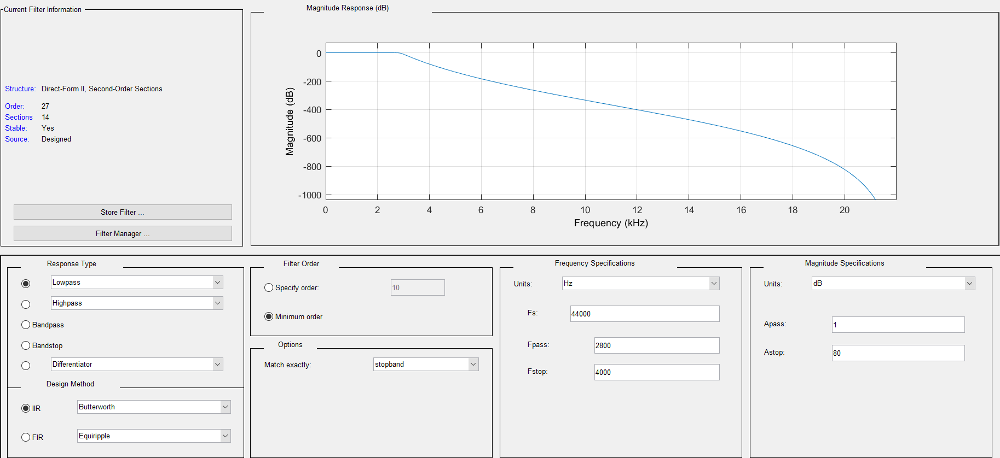 Current Filter Information
Structure: Direct-Form II, Second-Order Sections
Order: 27
Sections 14
Stable: Yes
Source: Designed
Store Filter ...
Filter Manager ...
Magnitude Response (dB)
0
-200
-400
-600
-800
-1000
Magnitude (dB)
0 2 4 6 8 10 12 14 16 18 20
Frequency (kHz)
Response Type
Lowpass
Highpass
Bandpass
Bandstop
Differentiator
Design Method
IIR Butterworth
FIR Equiripple
Filter Order
Specify order: 10
Minimum order
Options
Match exactly: stopband
Frequency Specifications
Units: Hz
Fs: 44000
Fpass: 2800
Fstop: 4000
Magnitude Specifications
Units: dB
Apass: 1
Astop: 80